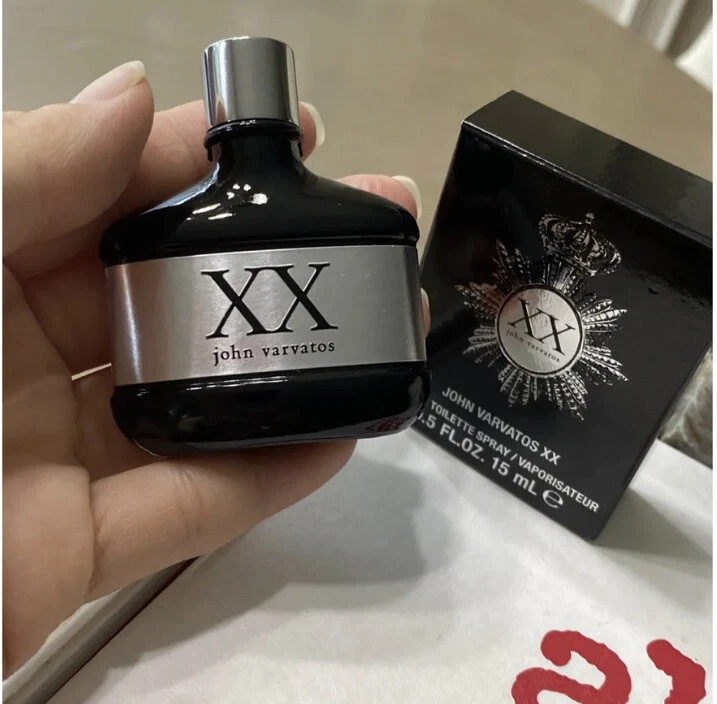 XX
john varvatos
XX
john varvatos
JOHN VARVATOS XX
TOILETTE SPRAY / VAPORISATEUR
.5 FL.OZ. 15 mL ℮